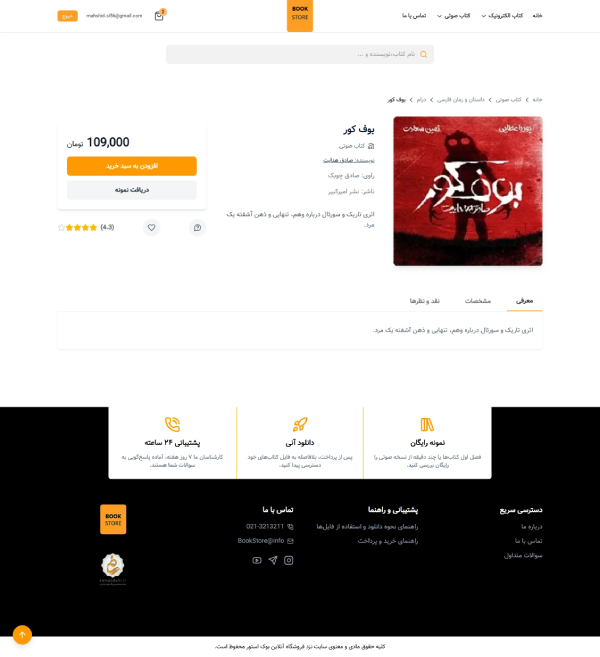 خانه
کتاب الکترونیک
کتاب صوتی
تماس با ما
BOOK
STORE
2
mahshid.sl86@gmail.com
خروج
نام کتاب،نویسنده و ...
خانه
کتاب صوتی
داستان و رمان فارسی
درام
بوف کور
بوف کور
صادق هدایت
بوف کور
کتاب صوتی
نویسنده: صادق هدایت
راوی: صادق چوبک
ناشر: نشر امیرکبیر
اثری تاریک و سورئال درباره وهم، تنهایی و ذهن آشفته یک
مرد.
109,000 تومان
افزودن به سبد خرید
دریافت نمونه
(4.3)
معرفی
مشخصات
نقد و نظرها
اثری تاریک و سورئال درباره وهم، تنهایی و ذهن آشفته یک مرد.
نمونه رایگان
فصل اول کتاب‌ها یا چند دقیقه از نسخه صوتی را
رایگان بررسی کنید.
دانلود آنی
پس از پرداخت، بلافاصله به فایل کتاب‌های خود
دسترسی پیدا کنید.
پشتیبانی ۲۴ ساعته
کارشناسان ما ۷ روز هفته، آماده پاسخ‌گویی به
سوالات شما هستند.
دسترسی سریع
درباره ما
تماس با ما
سوالات متداول
پشتیبانی و راهنما
راهنمای نحوه دانلود و استفاده از فایل‌ها
راهنمای خرید و پرداخت
تماس با ما
021-3213211
BookStore@info
BOOK
STORE
کلیه حقوق مادی و معنوی سایت نزد فروشگاه آنلاین بوک استور محفوظ است.